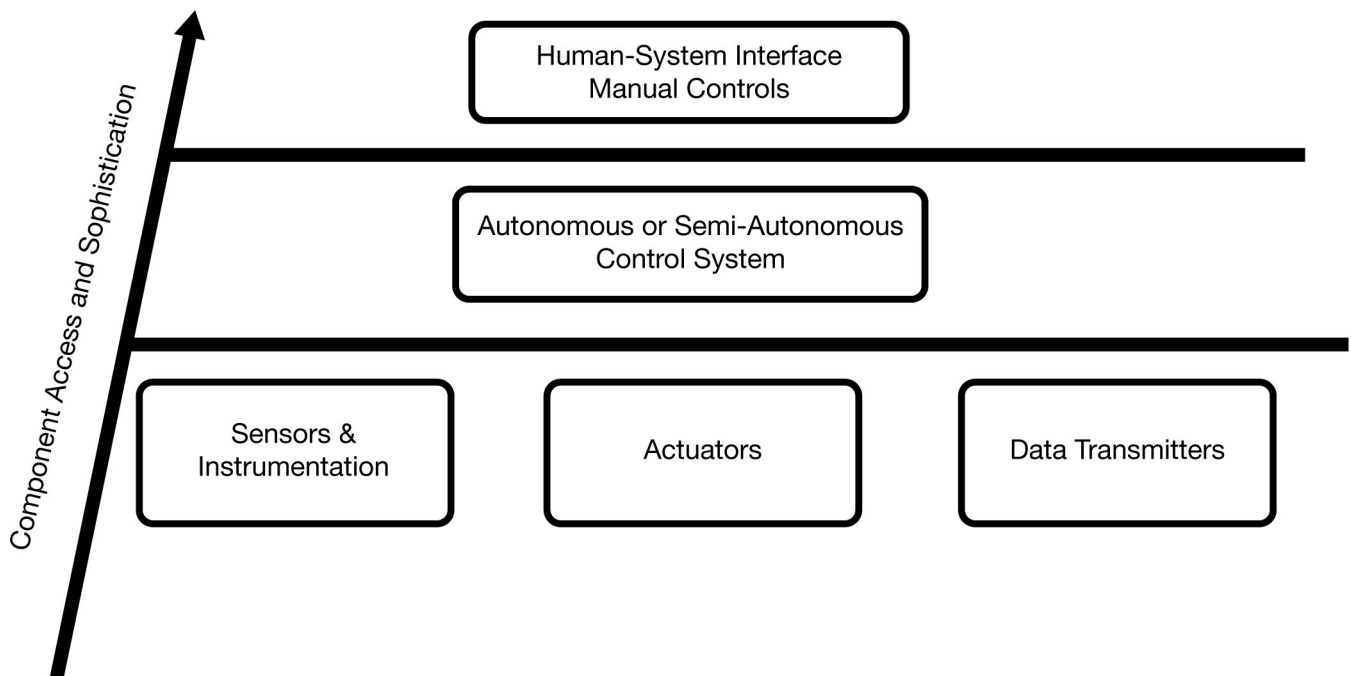 Human-System Interface
Manual Controls
Component Access and Sophistication
Autonomous or Semi-Autonomous
Control System
Sensors &
Instrumentation
Actuators
Data Transmitters